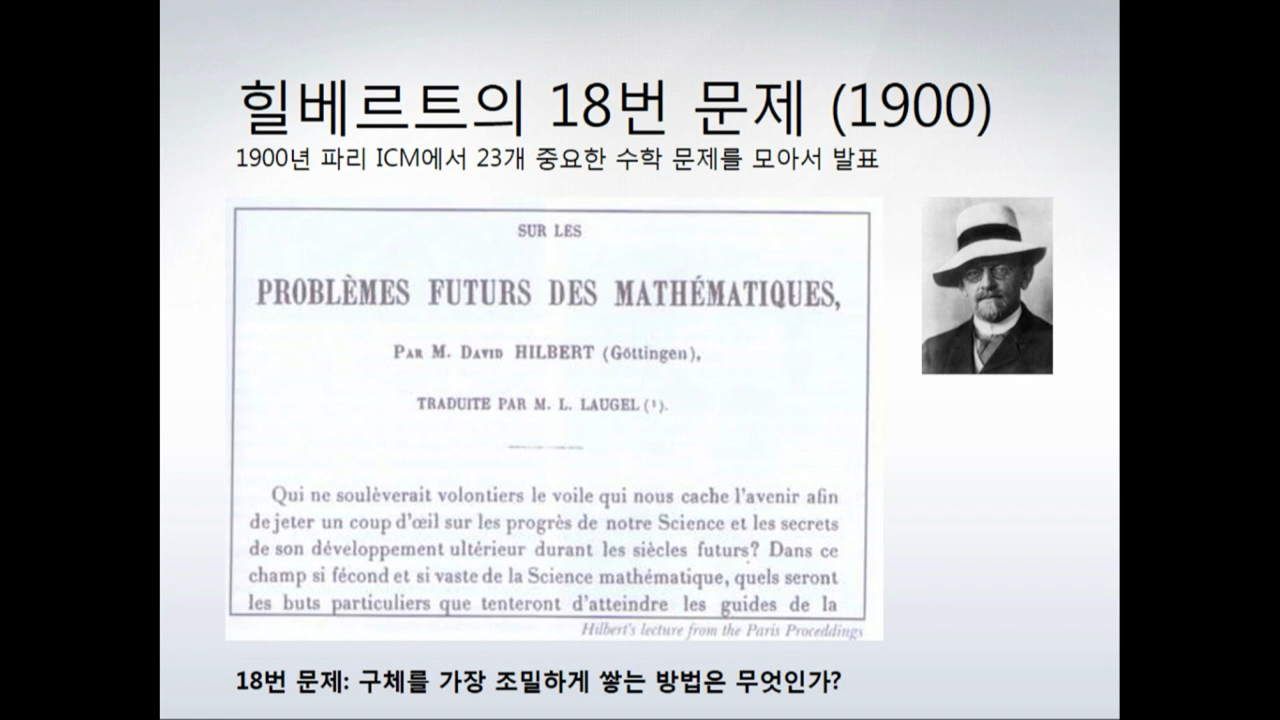 힐베르트의 18번 문제 (1900)
1900년 파리 ICM에서 23개 중요한 수학 문제를 모아서 발표
SUR LES
PROBLÈMES FUTURS DES MATHÉMATIQUES,
PAR M. DAVID HILBERT (Göttingen),
TRADUITE PAR M. L. LAUGEL (¹).
Qui ne soulèverait volontiers le voile qui nous cache l'avenir afin
de jeter un coup d'œil sur les progrès de notre Science et les secrets
de son développement ultérieur durant les siècles futurs? Dans ce
champ si fécond et si vaste de la Science mathématique, quels seront
les buts particuliers que tenteront d'atteindre les guides de la
Hilbert's lecture from the Paris Proceddings
18번 문제: 구체를 가장 조밀하게 쌓는 방법은 무엇인가?